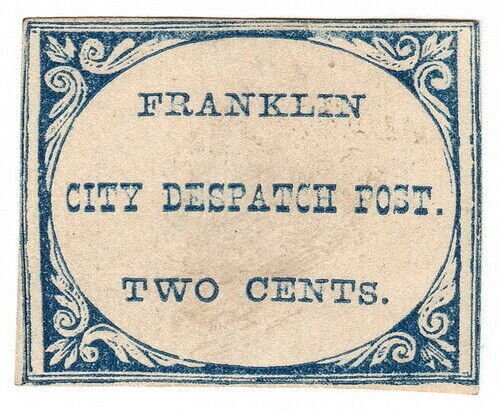 FRANKLIN
CITY DESPATCH POST.
TWO CENTS.